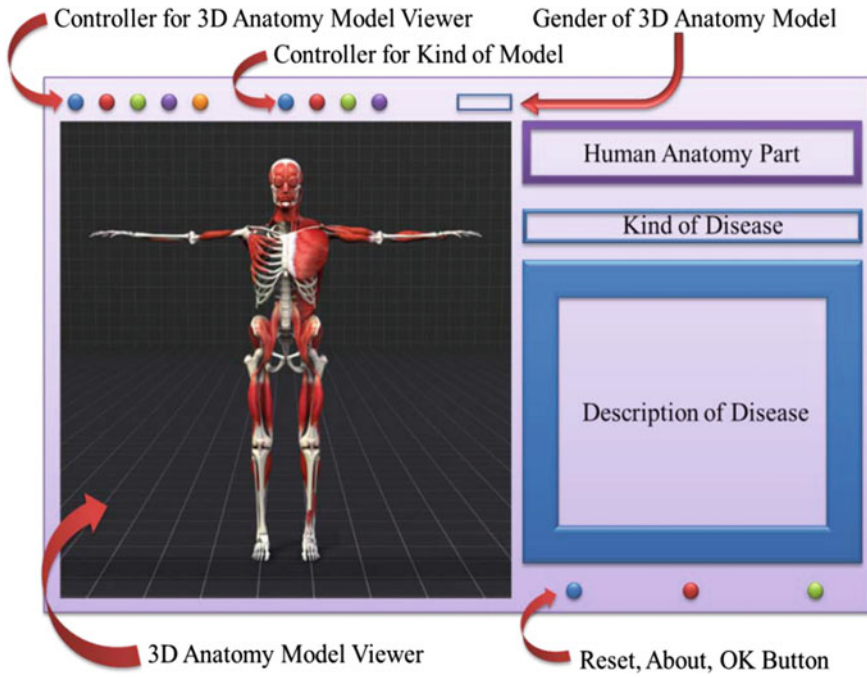 Controller for 3D Anatomy Model Viewer
Gender of 3D Anatomy Model
Controller for Kind of Model
Human Anatomy Part
Kind of Disease
Description of Disease
3D Anatomy Model Viewer
Reset, About, OK Button